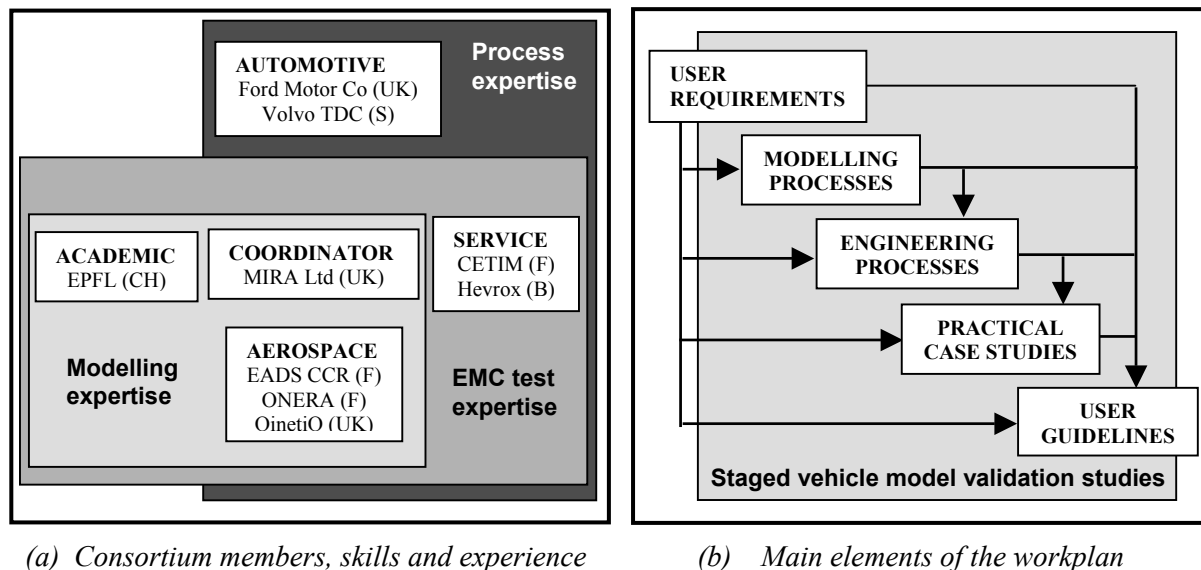 Process
expertise
AUTOMOTIVE
Ford Motor Co (UK)
Volvo TDC (S)
ACADEMIC
EPFL (CH)
COORDINATOR
MIRA Ltd (UK)
SERVICE
CETIM (F)
Hevrox (B)
AEROSPACE
EADS CCR (F)
ONERA (F)
QinetiQ (UK)
Modelling
expertise
EMC test
expertise
(a) Consortium members, skills and experience
USER
REQUIREMENTS
MODELLING
PROCESSES
ENGINEERING
PROCESSES
PRACTICAL
CASE STUDIES
USER
GUIDELINES
Staged vehicle model validation studies
(b) Main elements of the workplan